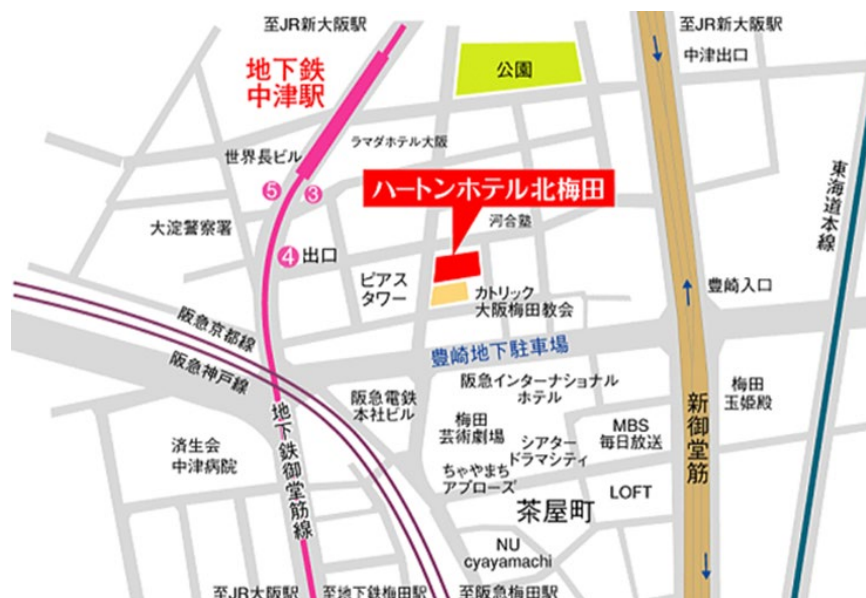 至JR新大阪駅
至JR新大阪駅
地下鉄
中津駅
公園
中津出口
ラマダホテル大阪
世界長ビル
⑤
③
ハートンホテル北梅田
東海道本線
大淀警察署
河合塾
④出口
ピアス
タワー
カトリック
大阪梅田教会
豊崎入口
阪急京都線
阪急神戸線
豊崎地下駐車場
阪急電鉄
本社ビル
阪急インターナショナル
ホテル
梅田
玉姫殿
新御堂筋
梅田
芸術劇場
シアター
ドラマシティ
MBS
毎日放送
済生会
中津病院
地下鉄御堂筋線
ちゃやまち
アプローズ
LOFT
茶屋町
NU
cyayamachi
至JR大阪駅
至地下鉄梅田駅
至阪急梅田駅